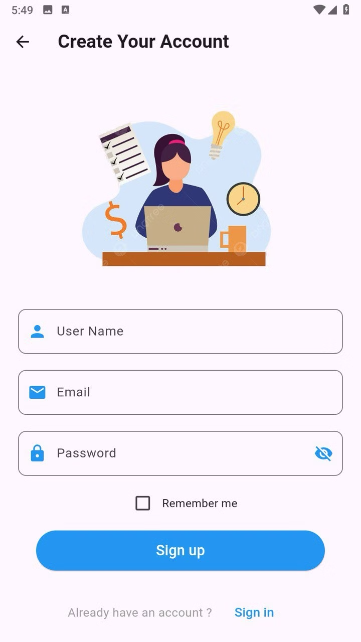 5:49
Create Your Account
User Name
Email
Password
Remember me
Sign up
Already have an account ? Sign in